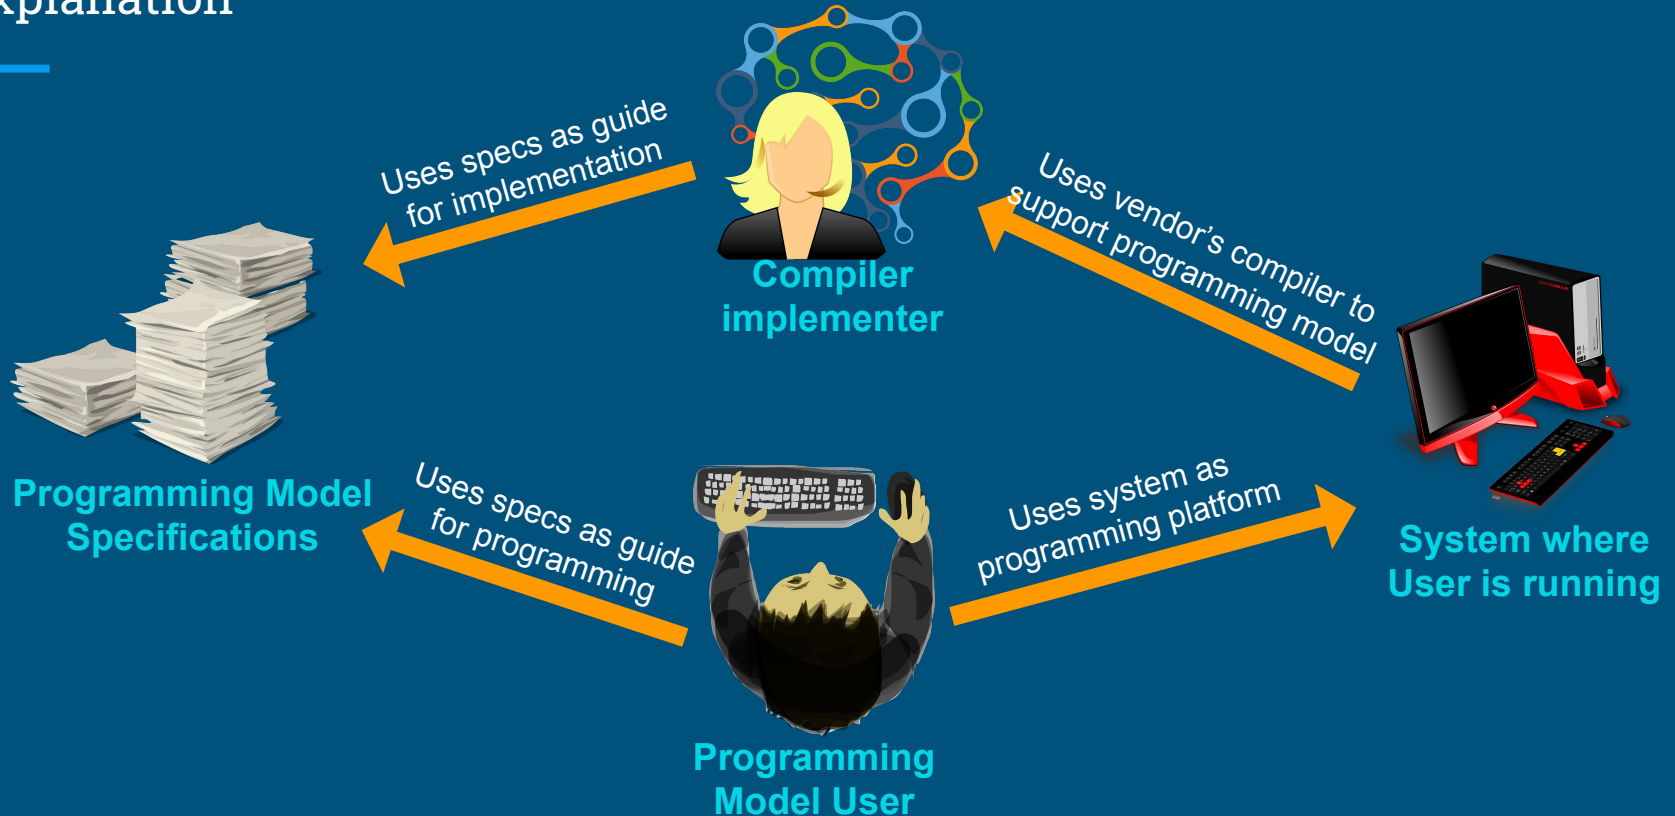 Uses specs as guide
for implementation
Uses vendor's compiler to
support programming model
Compiler
implementer
Programming Model
Specifications
Uses specs as guide
for programming
Uses system as
programming platform
System where
User is running
Programming
Model User